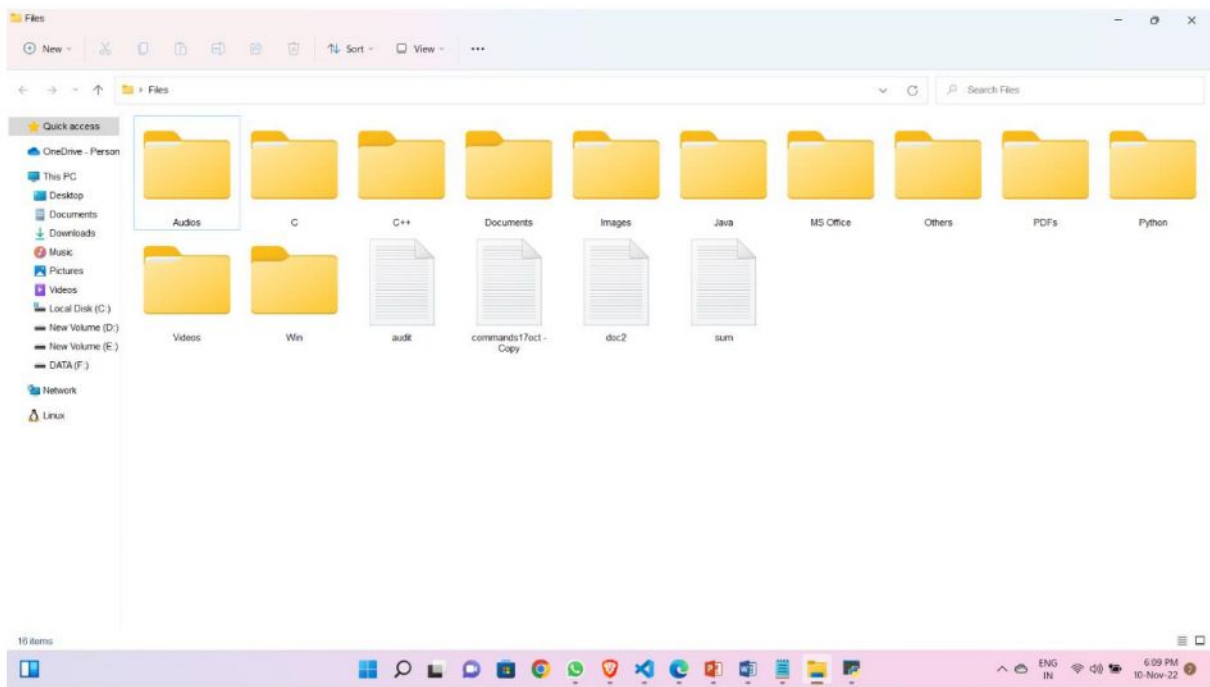 Files
New
Sort
View
Files
Search Files
Quick access
OneDrive - Person
This PC
Desktop
Documents
Downloads
Music
Pictures
Videos
Local Disk (C:)
New Volume (D:)
New Volume (E:)
DATA (F:)
Network
Linux
Audios C C++ Documents Images Java MS Office Others PDFs Python
Videos Win audit commands17oct - doc2 sum
Copy
16 items
ENG 6:09 PM
IN 10-Nov-22